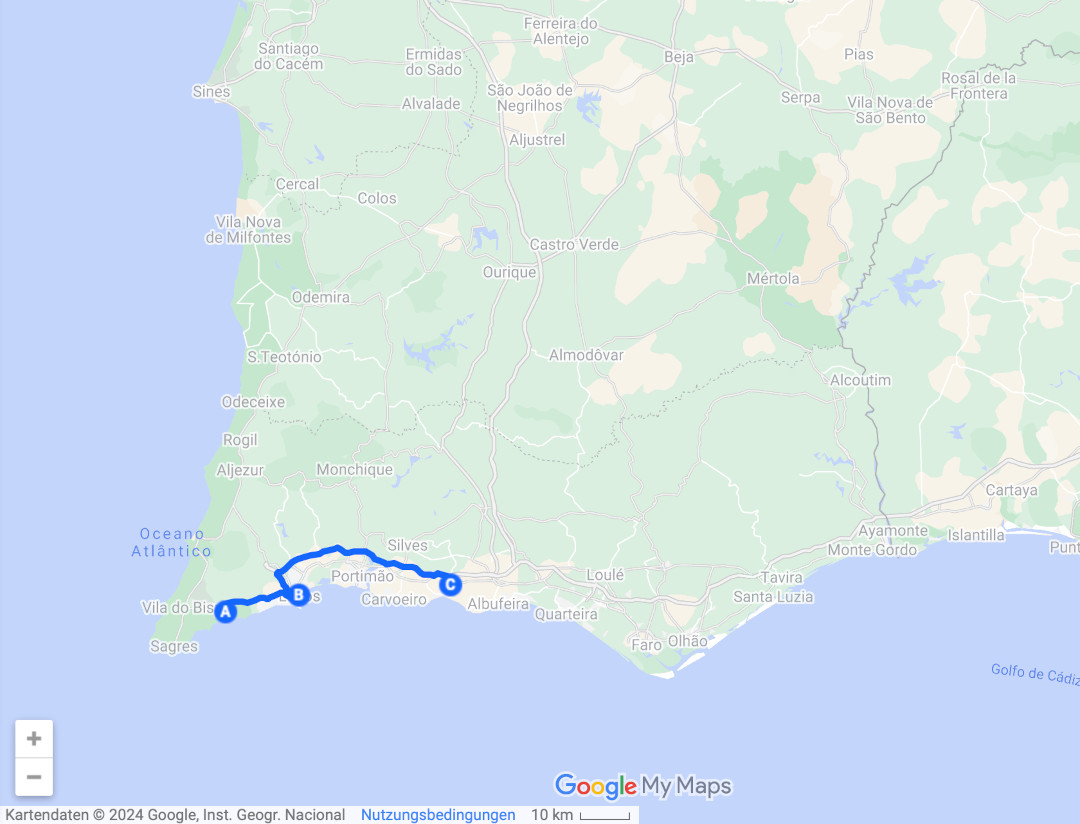 Ferreira do
Alentejo
Santiago
do Cacém
Ermidas
do Sado
Beja
Pias
Rosal de la
Frontera
Sines
São João de
Negrilhos
Alvalade
Serpa
Vila Nova de
São Bento
Aljustrel
Cercal
Colos
Vila Nova
de Milfontes
Castro Verde
Ourique
Mértola
Odemira
S.Teotónio
Almodôvar
Alcoutim
Odeceixe
Rogil
Aljezur
Monchique
Cartaya
Oceano
Atlântico
Ayamonte
Islantilla
Punt
Monte Gordo
Silves
Portimão
Loulé
Tavira
Santa Luzia
C
B
A
Vila do Bis
Carvoeiro
Albufeira
Quarteira
Sagres
Faro
Olhão
Golfo de Cádiz
+
−
Google My Maps
Kartendaten © 2024 Google, Inst. Geogr. Nacional Nutzungsbedingungen 10 km